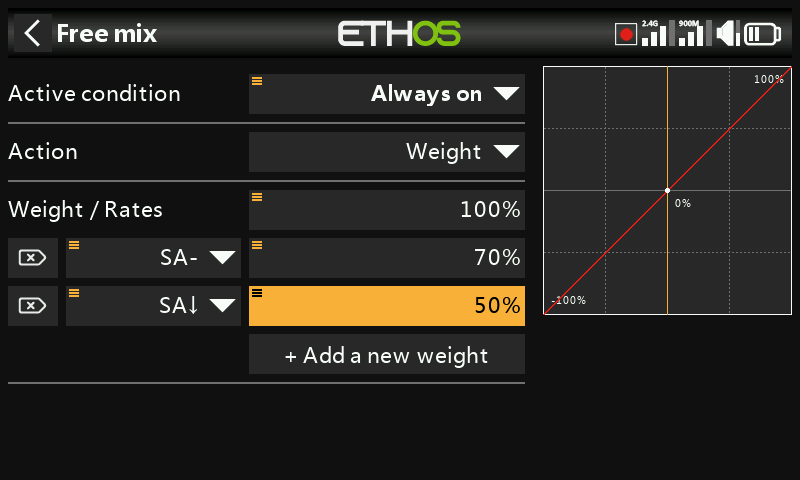 Free mix
ETHOS
2.4G
900M
Active condition
Always on
Action
Weight
Weight / Rates
100%
SA-
70%
SA↓
50%
+ Add a new weight
100%
0%
-100%